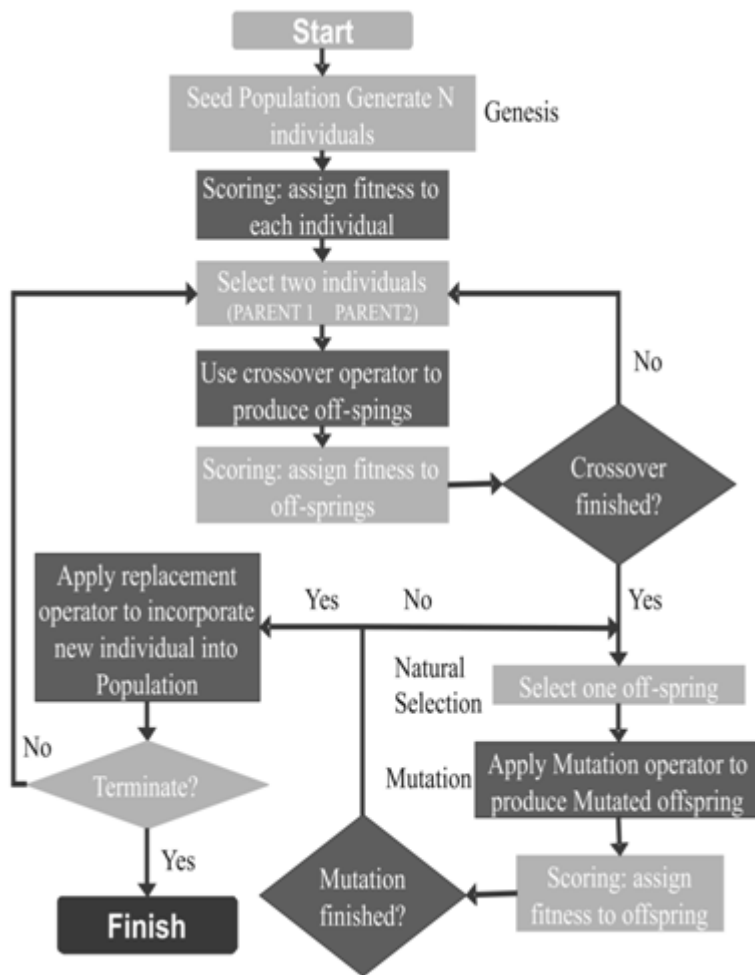 Start
Seed Population Generate N
individuals
Genesis
Scoring: assign fitness to
each individual
Select two individuals
(PARENT 1 PARENT2)
No
Use crossover operator to
produce off-spings
Scoring: assign fitness to
off-springs
Crossover
finished?
Apply replacement
operator to incorporate
new individual into
Population
Yes
No
Yes
Natural
Selection
Select one off-spring
No
Terminate?
Mutation
Apply Mutation operator to
produce Mutated offspring
Yes
Mutation
finished?
Scoring: assign
fitness to offspring
Finish